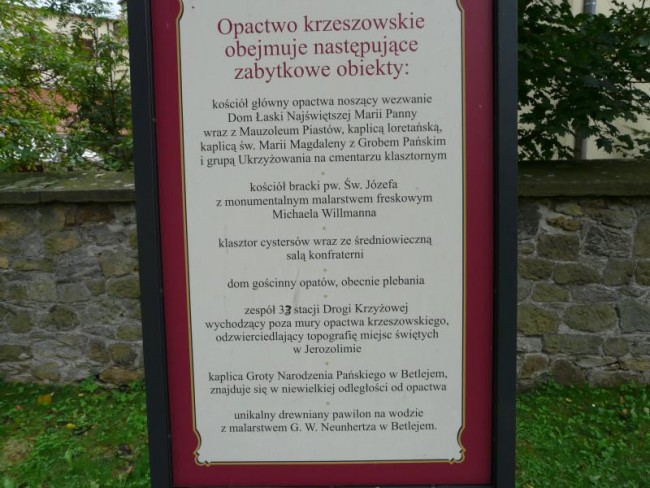 Opactwo krzeszowskie
obejmuje następujące
zabytkowe obiekty:
kościół główny opactwa noszący wezwanie
Dom Łaski Najświętszej Marii Panny
wraz z Mauzoleum Piastów, kaplicą loretańską,
kaplicą św. Marii Magdaleny z Grobem Pańskim
i grupą Ukrzyżowania na cmentarzu klasztornym
kościół bracki pw. Św. Józefa
z monumentalnym malarstwem freskowym
Michaela Willmanna
klasztor cystersów wraz ze średniowieczną
salą konfraterni
dom gościnny opatów, obecnie plebania
zespół 33 stacji Drogi Krzyżowej
wychodzący poza mury opactwa krzeszowskiego,
odzwierciedlający topografię miejsc świętych
w Jerozolimie
kaplica Groty Narodzenia Pańskiego w Betlejem,
znajduje się w niewielkiej odległości od opactwa
unikalny drewniany pawilon na wodzie
z malarstwem G. W. Neunhertza w Betlejem.